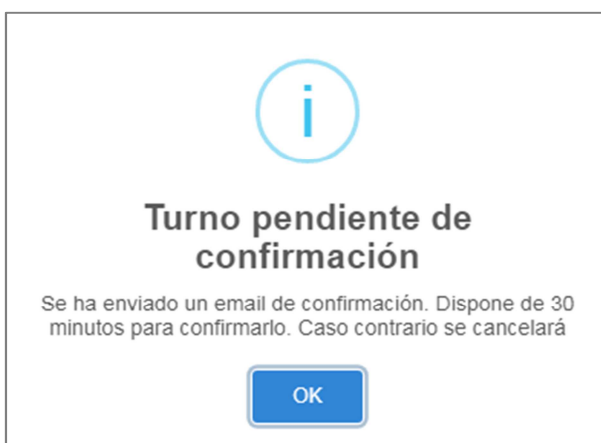 Turno pendiente de
confirmación
Se ha enviado un email de confirmación. Dispone de 30
minutos para confirmarlo. Caso contrario se cancelará
OK